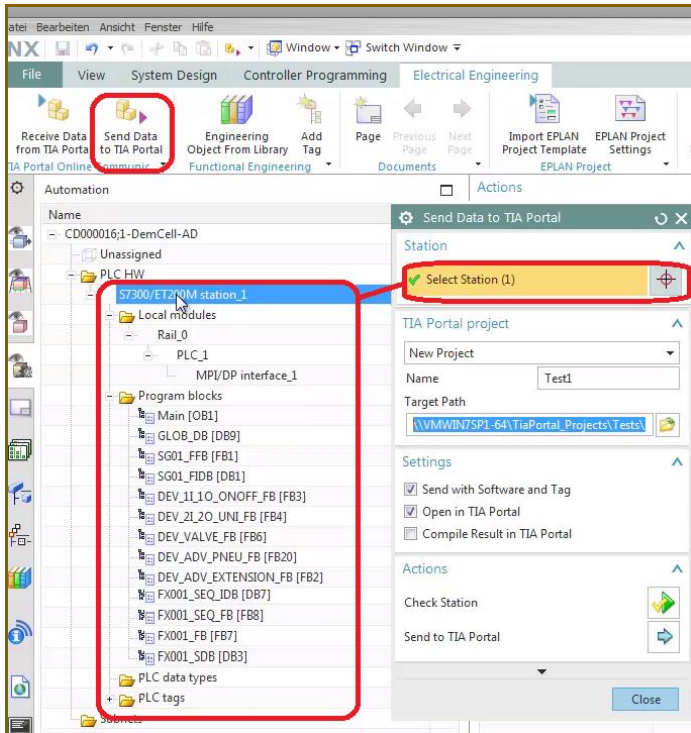 atei Bearbeiten Ansicht Fenster Hilfe
NX Window Switch Window
File View System Design Controller Programming Electrical Engineering
Receive Data from TIA Porta
Send Data to TIA Portal
Engineering Object From Library
Add Tag
Page
Previous Page
Next Page
Import EPLAN Project Template
EPLAN Project Settings
TIA Portal Online Communic
Functional Engineering
Documents
EPLAN Project
Automation
Actions
Name
CD000016;1-DemCell-AD
Unassigned
PLC HW
S7300/ET200M station_1
Local modules
Rail_0
PLC_1
MPI/DP interface_1
Program blocks
Main [OB1]
GLOB_DB [DB9]
SG01_FFB [FB1]
SG01_FIDB [DB1]
DEV_1I_1O_ONOFF_FB [FB3]
DEV_2I_2O_UNI_FB [FB4]
DEV_VALVE_FB [FB6]
DEV_ADV_PNEU_FB [FB20]
DEV_ADV_EXTENSION_FB [FB2]
FX001_SEQ_IDB [DB7]
FX001_SEQ_FB [FB8]
FX001_FB [FB7]
FX001_SDB [DB3]
PLC data types
PLC tags
Subnets
Send Data to TIA Portal
Station
Select Station (1)
TIA Portal project
New Project
Name Test1
Target Path
\\VMWIN7SP1-64\TiaPortal_Projects\Tests\
Settings
Send with Software and Tag
Open in TIA Portal
Compile Result in TIA Portal
Actions
Check Station
Send to TIA Portal
Close